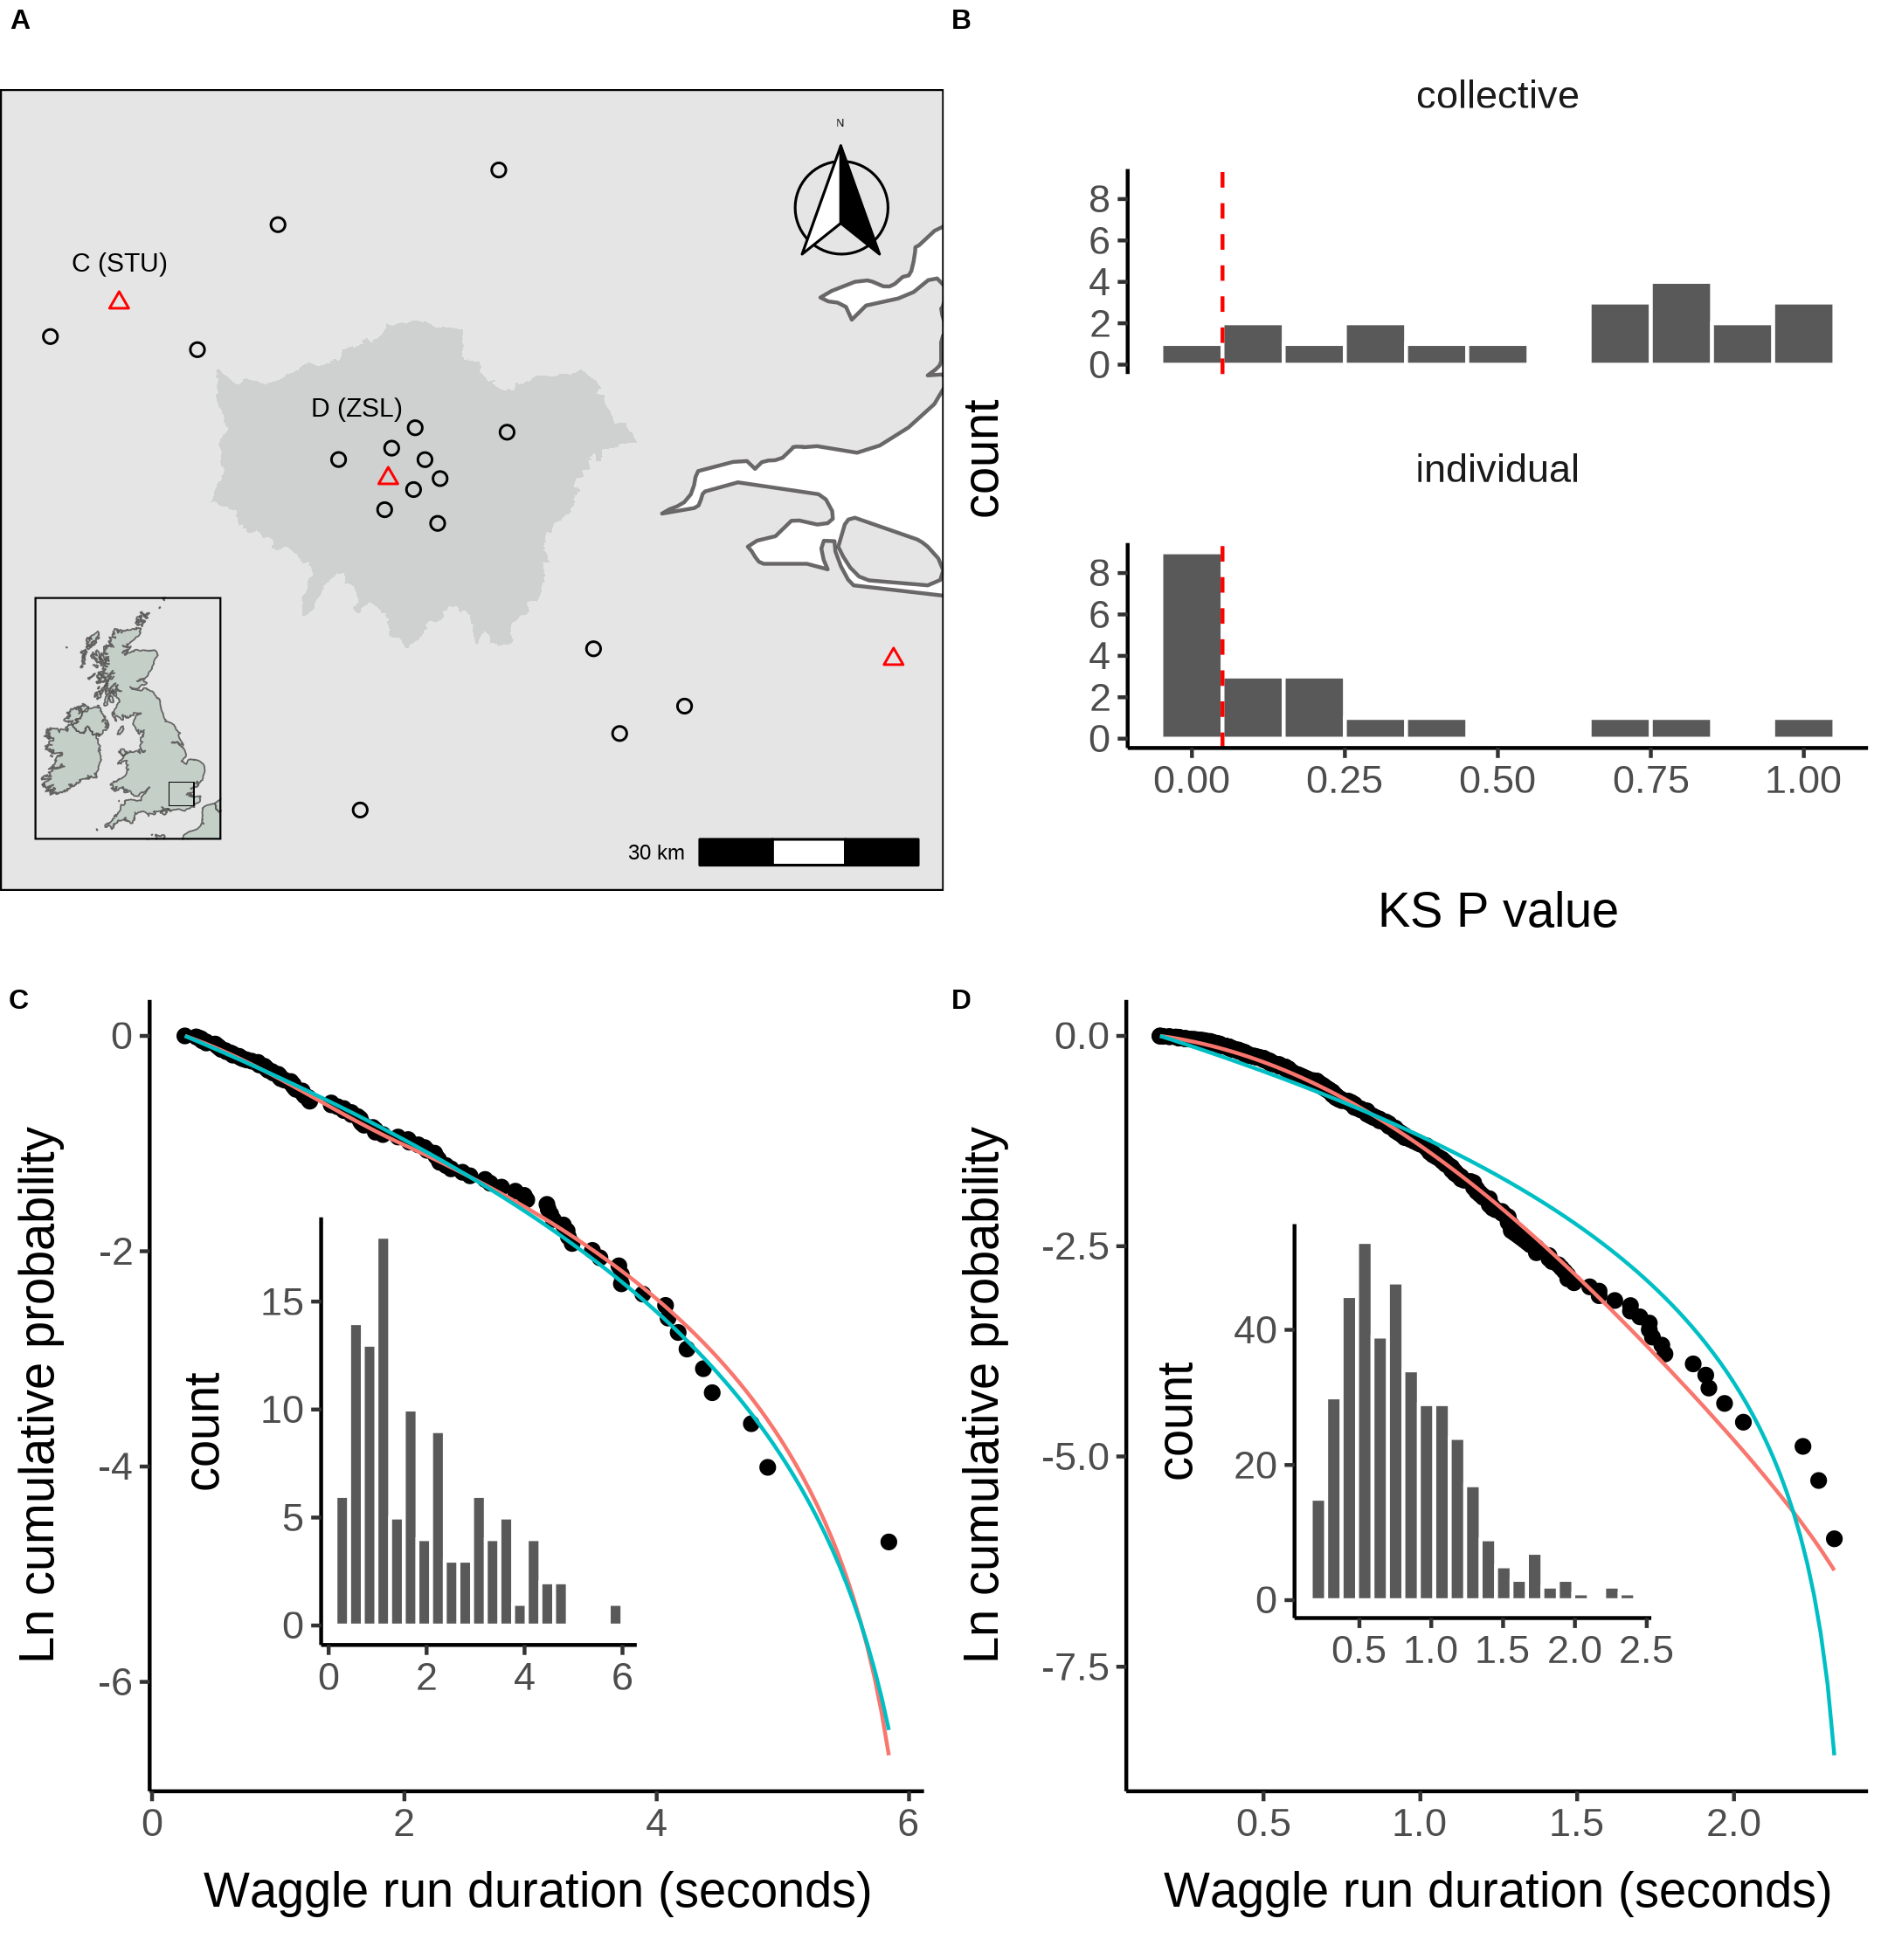 A
N
C (STU)
D (ZSL)
30 km
B
collective
8
6
4
2
0
count
individual
8
6
4
2
0
0.00 0.25 0.50 0.75 1.00
KS P value
C
Ln cumulative probability
0
-2
-4
-6
count
15
10
5
0
0 2 4 6
0 2 4 6
Waggle run duration (seconds)
D
Ln cumulative probability
0.0
-2.5
-5.0
-7.5
count
40
20
0
0.5 1.0 1.5 2.0 2.5
0.5 1.0 1.5 2.0
Waggle run duration (seconds)